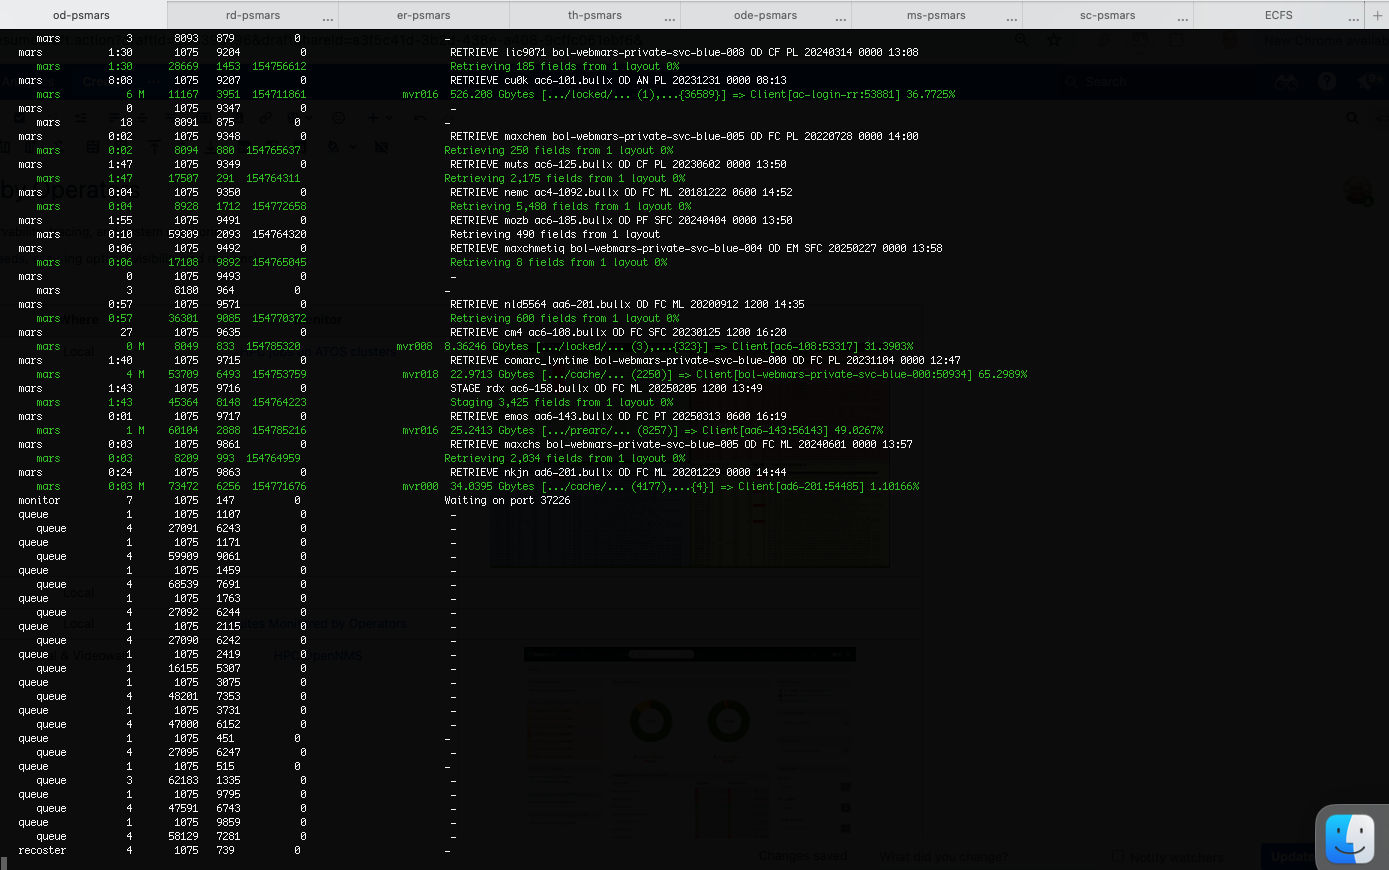 od-psmars rd-psmars ... er-psmars th-psmars ... ode-psmars ... ms-psmars ... sc-psmars ... ECFS ... +
mars 3 8093 879 0 -
mars 1:30 1075 9204 0 RETRIEVE lic9071 bol-webmars-private-svc-blue-008 OD CF PL 20240314 0000 13:08
mars 1:30 28669 1453 154756612 Retrieving 185 fields from 1 layout 0%
mars 8:08 1075 9207 0 RETRIEVE cu0k ac6-101.bullx OD AN PL 20231231 0000 08:13
mars 6 M 11167 3951 154711861 mvr016 526.208 Gbytes [.../locked/... (1),...{36589}] => Client[ac-login-rr:53881] 36.7725%
mars 0 1075 9347 0 -
mars 18 8091 875 0 -
mars 0:02 1075 9348 0 RETRIEVE maxchem bol-webmars-private-svc-blue-005 OD FC PL 20220728 0000 14:00
mars 0:02 8094 880 154765637 Retrieving 250 fields from 1 layout 0%
mars 1:47 1075 9349 0 RETRIEVE muts ac6-125.bullx OD CF PL 20230602 0000 13:50
mars 1:47 17507 291 154764311 Retrieving 2,175 fields from 1 layout 0%
mars 0:04 1075 9350 0 RETRIEVE nemc ac4-1092.bullx OD FC ML 20181222 0600 14:52
mars 0:04 8928 1712 154772658 Retrieving 5,480 fields from 1 layout 0%
mars 1:55 1075 9491 0 RETRIEVE mozb ac6-185.bullx OD PF SFC 20240404 0000 13:50
mars 0:10 59309 2093 154764320 Retrieving 490 fields from 1 layout
mars 0:06 1075 9492 0 RETRIEVE maxchmetiq bol-webmars-private-svc-blue-004 OD EM SFC 20250227 0000 13:58
mars 0:06 17108 9892 154765045 Retrieving 8 fields from 1 layout 0%
mars 0 1075 9493 0 -
mars 3 8180 964 0 -
mars 0:57 1075 9571 0 RETRIEVE nld5564 aa6-201.bullx OD FC ML 20200912 1200 14:35
mars 0:57 36301 9085 154770372 Retrieving 600 fields from 1 layout 0%
mars 27 1075 9635 0 RETRIEVE cm4 ac6-108.bullx OD FC SFC 20230125 1200 16:20
mars 0 M 8049 833 154785320 mvr008 8.36246 Gbytes [.../locked/... (3),...{323}] => Client[ac6-108:53317] 31.3903%
mars 1:40 1075 9715 0 RETRIEVE comarc_lyntime bol-webmars-private-svc-blue-000 OD FC PL 20231104 0000 12:47
mars 4 M 53709 6493 154753759 mvr018 22.9713 Gbytes [.../cache/... (2250)] => Client[bol-webmars-private-svc-blue-000:50934] 65.2989%
mars 1:43 1075 9716 0 STAGE rdx ac6-158.bullx OD FC ML 20250205 1200 13:49
mars 1:43 45364 8148 154764223 Staging 3,425 fields from 1 layout 0%
mars 0:01 1075 9717 0 RETRIEVE emos aa6-143.bullx OD FC PT 20250313 0600 16:19
mars 1 M 60104 2888 154785216 mvr016 25.2413 Gbytes [.../prearc/... (8257)] => Client[aa6-143:56143] 49.0267%
mars 0:03 1075 9861 0 RETRIEVE maxchs bol-webmars-private-svc-blue-005 OD FC ML 20240601 0000 13:57
mars 0:03 8209 993 154764959 Retrieving 2,034 fields from 1 layout 0%
mars 0:24 1075 9863 0 RETRIEVE nkjn ad6-201.bullx OD FC ML 20201229 0000 14:44
mars 0:03 M 73472 6256 154771676 mvr000 34.0395 Gbytes [.../cache/... (4177),...{4}] => Client[ad6-201:54485] 1.10166%
monitor 7 1075 147 0 Waiting on port 37226
queue 1 1075 1107 0 -
queue 4 27091 6243 0 -
queue 1 1075 1171 0 -
queue 4 59909 9061 0 -
queue 1 1075 1459 0 -
queue 4 68539 7691 0 -
queue 1 1075 1763 0 -
queue 4 27092 6244 0 -
queue 1 1075 2115 0 -
queue 4 27090 6242 0 -
queue 1 1075 2419 0 -
queue 1 16155 5307 0 -
queue 1 1075 3075 0 -
queue 4 48201 7353 0 -
queue 1 1075 3731 0 -
queue 4 47000 6152 0 -
queue 1 1075 451 0 -
queue 4 27095 6247 0 -
queue 1 1075 515 0 -
queue 3 62183 1335 0 -
queue 1 1075 9795 0 -
queue 4 47591 6743 0 -
queue 1 1075 9859 0 -
queue 4 58129 7281 0 -
recoster 4 1075 739 0 -
Changes saved What did you change? Notify watchers Update